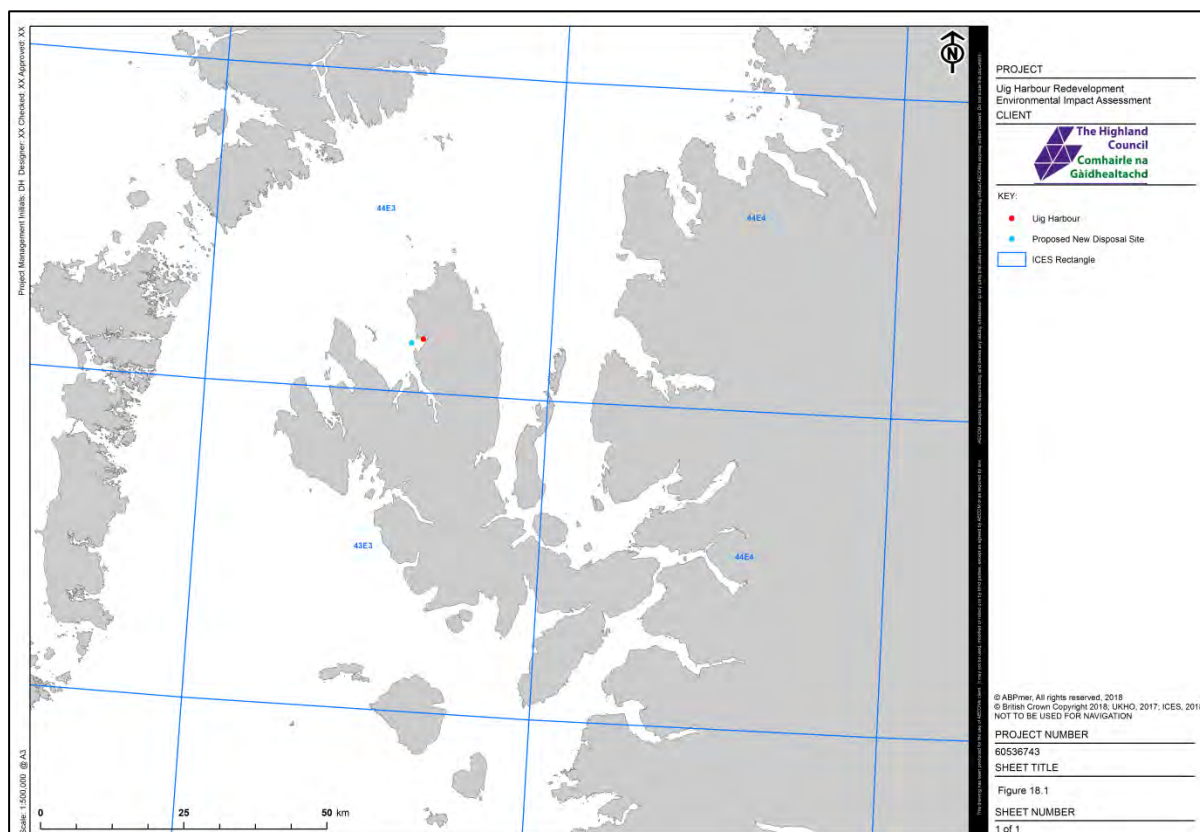 Project Management Initials: DH Designer: XX Checked: XX Approved: XX
Scale: 1:500,000 @ A3
N
44E3
44E4
43E3
44E4
0 25 50 km
PROJECT
Uig Harbour Redevelopment
Environmental Impact Assessment
CLIENT
The Highland
Council
Comhairle na
Gàidhealtachd
KEY:
Uig Harbour
Proposed New Disposal Site
ICES Rectangle
© ABPmer, All rights reserved, 2018
© British Crown Copyright 2018; UKHO, 2017; ICES, 2018
NOT TO BE USED FOR NAVIGATION
PROJECT NUMBER
60536743
SHEET TITLE
Figure 18.1
SHEET NUMBER
1 of 1